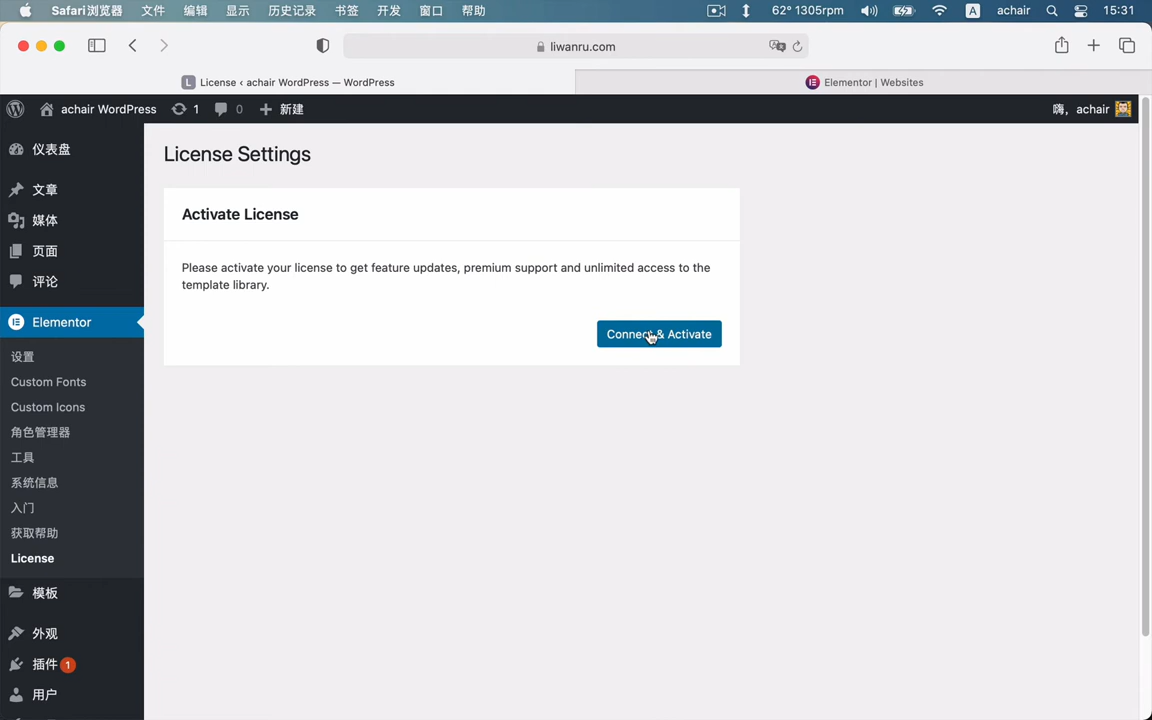 Safari浏览器 文件 编辑 显示 历史记录 书签 开发 窗口 帮助 62° 1305rpm A achair 15:31
liwanru.com
L License ‹ achair WordPress — WordPress
Elementor | Websites
achair WordPress 1 0 新建 嗨，achair
仪表盘
文章
媒体
页面
评论
Elementor
设置
Custom Fonts
Custom Icons
角色管理器
工具
系统信息
入门
获取帮助
License
模板
外观
插件 1
用户
License Settings
Activate License
Please activate your license to get feature updates, premium support and unlimited access to the
template library.
Connect & Activate